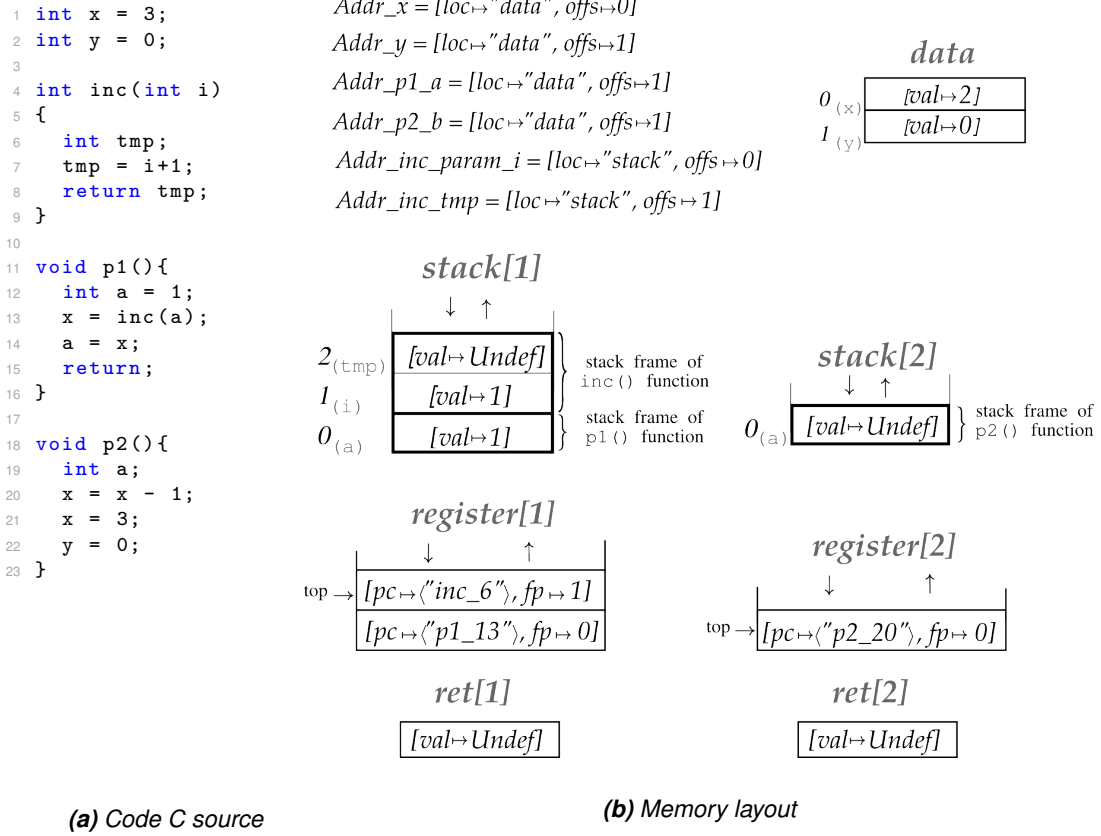 1 int x = 3;
2 int y = 0;
3
4 int inc(int i)
5 {
6 int tmp;
7 tmp = i+1;
8 return tmp;
9 }
10
11 void p1(){
12 int a = 1;
13 x = inc(a);
14 a = x;
15 return;
16 }
17
18 void p2(){
19 int a;
20 x = x - 1;
21 x = 3;
22 y = 0;
23 }
(a) Code C source
Addr_x = [loc↦"data", offs↦0]
Addr_y = [loc↦"data", offs↦1]
Addr_p1_a = [loc↦"data", offs↦1]
Addr_p2_b = [loc↦"data", offs↦1]
Addr_inc_param_i = [loc↦"stack", offs↦0]
Addr_inc_tmp = [loc↦"stack", offs↦1]
data
0(x) [val↦2]
1(y) [val↦0]
stack[1]
↓ ↑
2(tmp) [val↦Undef]
1(i) [val↦1]
stack frame of
inc() function
0(a) [val↦1]
stack frame of
p1() function
stack[2]
↓ ↑
0(a) [val↦Undef]
stack frame of
p2() function
register[1]
↓ ↑
top → [pc↦⟨"inc_6"⟩, fp↦1]
[pc↦⟨"p1_13"⟩, fp↦0]
register[2]
↓ ↑
top → [pc↦⟨"p2_20"⟩, fp↦0]
ret[1]
[val↦Undef]
ret[2]
[val↦Undef]
(b) Memory layout